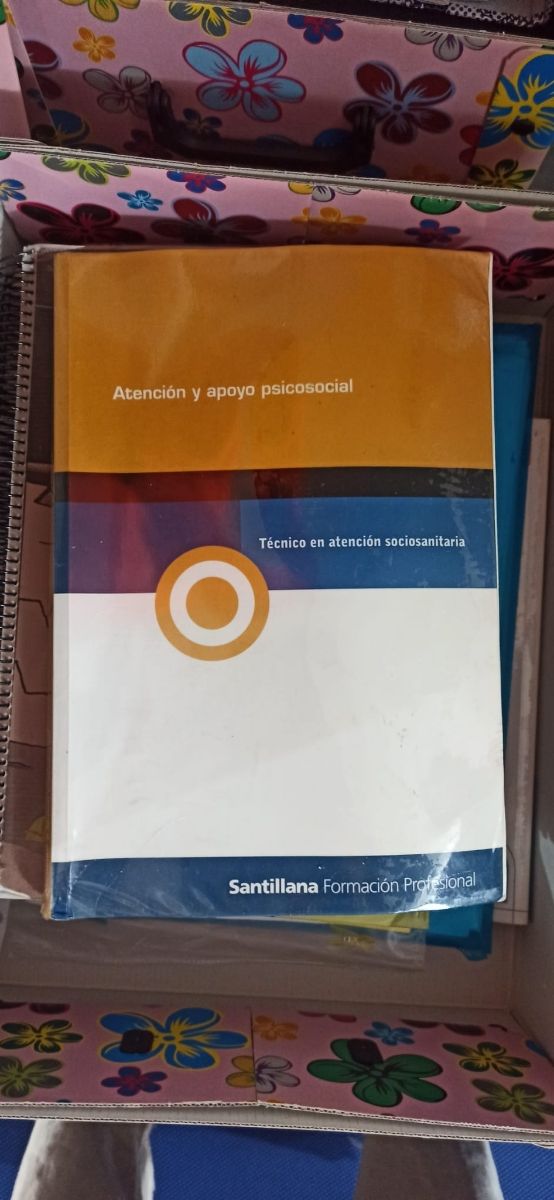 Atención y apoyo psicosocial
Técnico en atención sociosanitaria
Santillana Formación Profesional